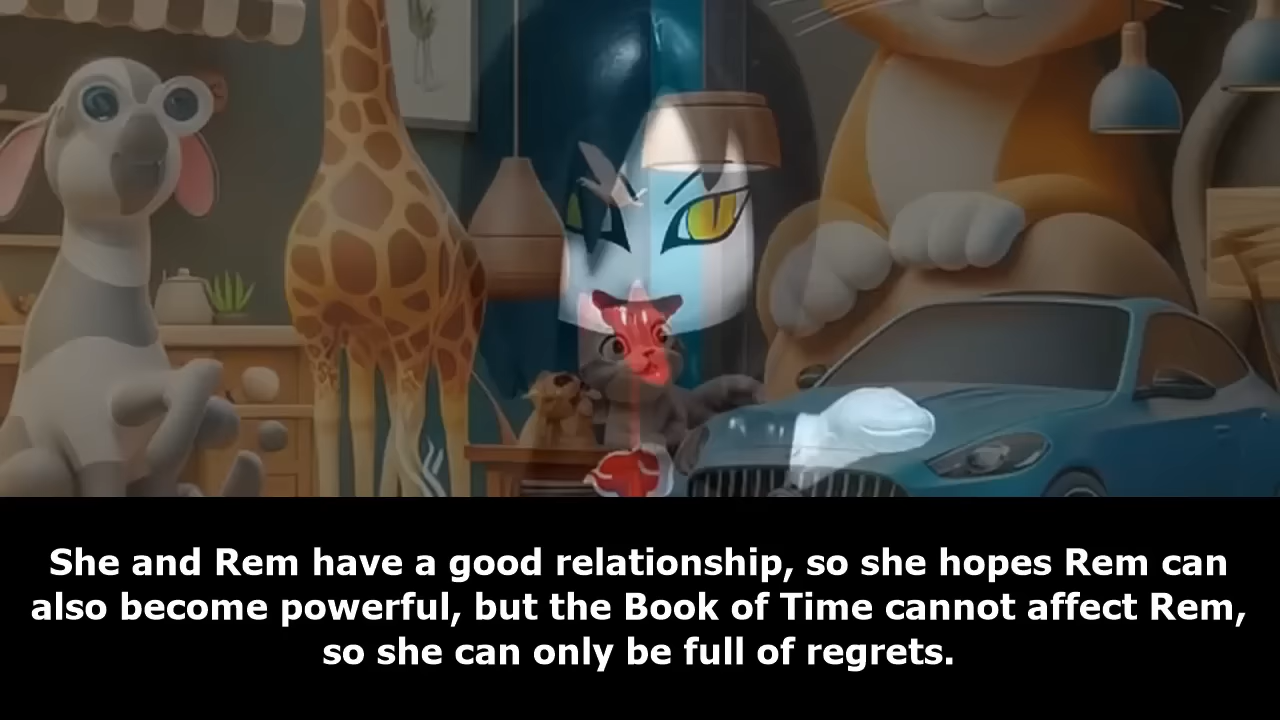 She and Rem have a good relationship, so she hopes Rem can
also become powerful, but the Book of Time cannot affect Rem,
so she can only be full of regrets.